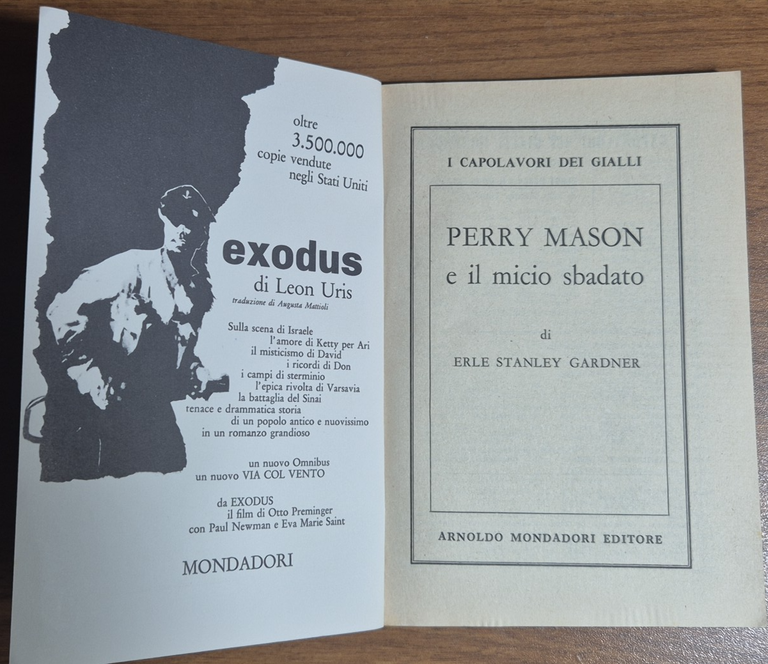 oltre
3.500.000
copie vendute
negli Stati Uniti
exodus
di Leon Uris
traduzione di Augusta Mattioli
Sulla scena di Israele
l'amore di Ketty per Ari
il misticismo di David
i ricordi di Don
i campi di sterminio
l'epica rivolta di Varsavia
la battaglia del Sinai
tenace e drammatica storia
di un popolo antico e nuovissimo
in un romanzo grandioso
un nuovo Omnibus
un nuovo VIA COL VENTO
da EXODUS
il film di Otto Preminger
con Paul Newman e Eva Marie Saint
MONDADORI
I CAPOLAVORI DEI GIALLI
PERRY MASON
e il micio sbadato
di
ERLE STANLEY GARDNER
ARNOLDO MONDADORI EDITORE